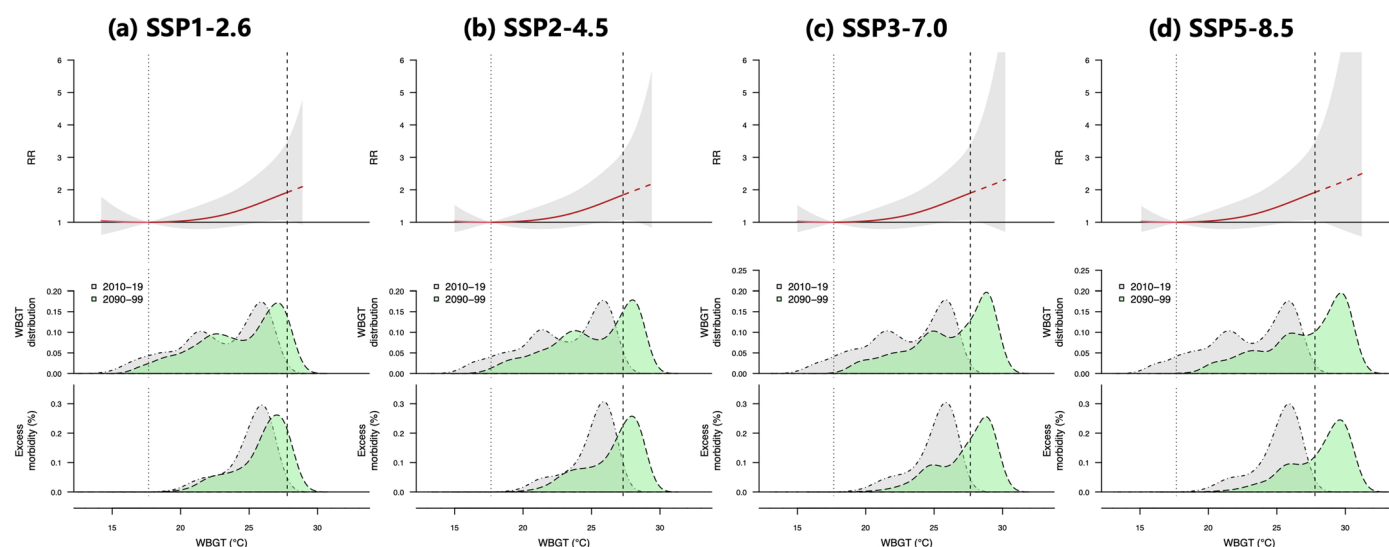 (a) SSP1-2.6
(b) SSP2-4.5
(c) SSP3-7.0
(d) SSP5-8.5
6
5
4
3
2
1
RR
6
5
4
3
2
1
RR
6
5
4
3
2
1
RR
6
5
4
3
2
1
RR
2010−19
2090−99
0.20
0.15
0.10
0.05
0.00
WBGT
distribution
2010−19
2090−99
0.20
0.15
0.10
0.05
0.00
WBGT
distribution
2010−19
2090−99
0.25
0.20
0.15
0.10
0.05
0.00
WBGT
distribution
2010−19
2090−99
0.25
0.20
0.15
0.10
0.05
0.00
WBGT
distribution
0.3
0.2
0.1
0.0
Excess
morbidity (%)
0.3
0.2
0.1
0.0
Excess
morbidity (%)
0.3
0.2
0.1
0.0
Excess
morbidity (%)
0.3
0.2
0.1
0.0
Excess
morbidity (%)
15 20 25 30
WBGT (°C)
15 20 25 30
WBGT (°C)
15 20 25 30
WBGT (°C)
15 20 25 30
WBGT (°C)